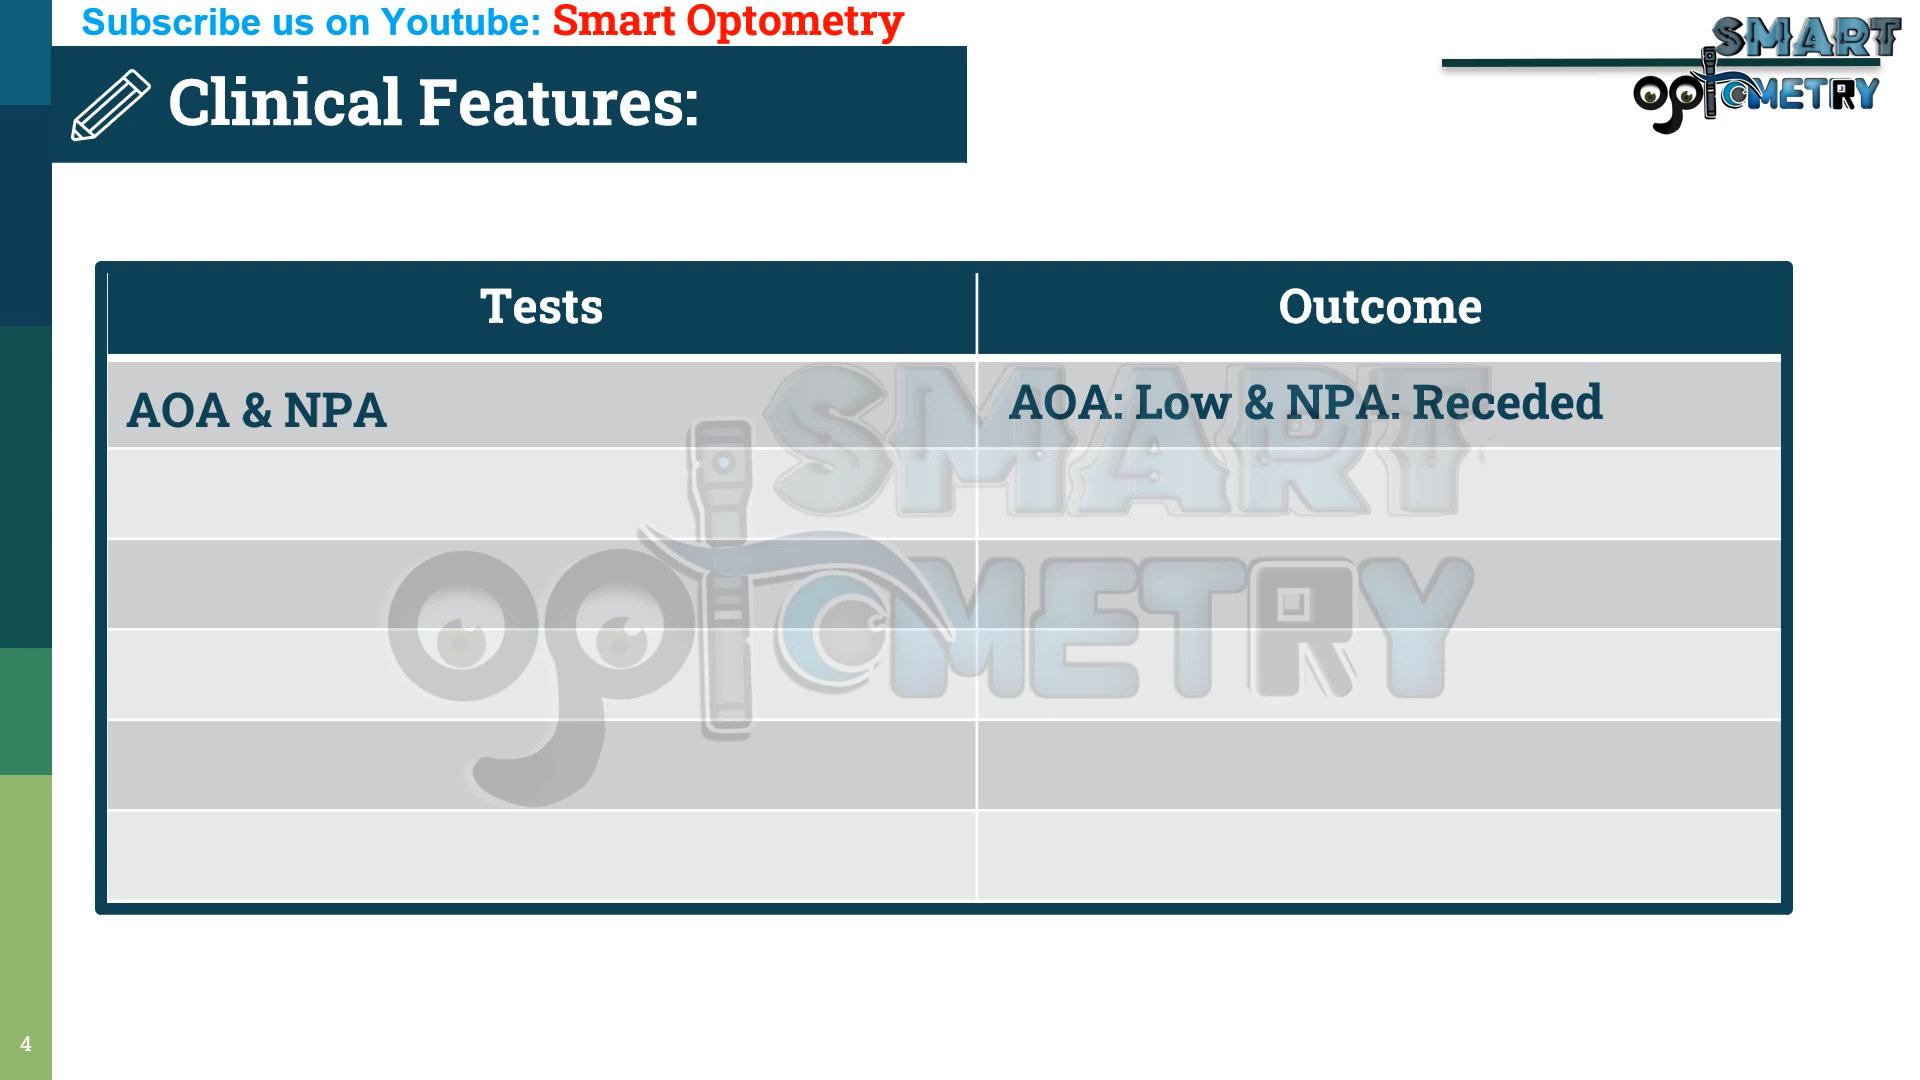 Subscribe us on Youtube: Smart Optometry
SMART
OPTOMETRY
Clinical Features:
Tests
Outcome
AOA & NPA
AOA: Low & NPA: Receded
SMART
OPTOMETRY
4